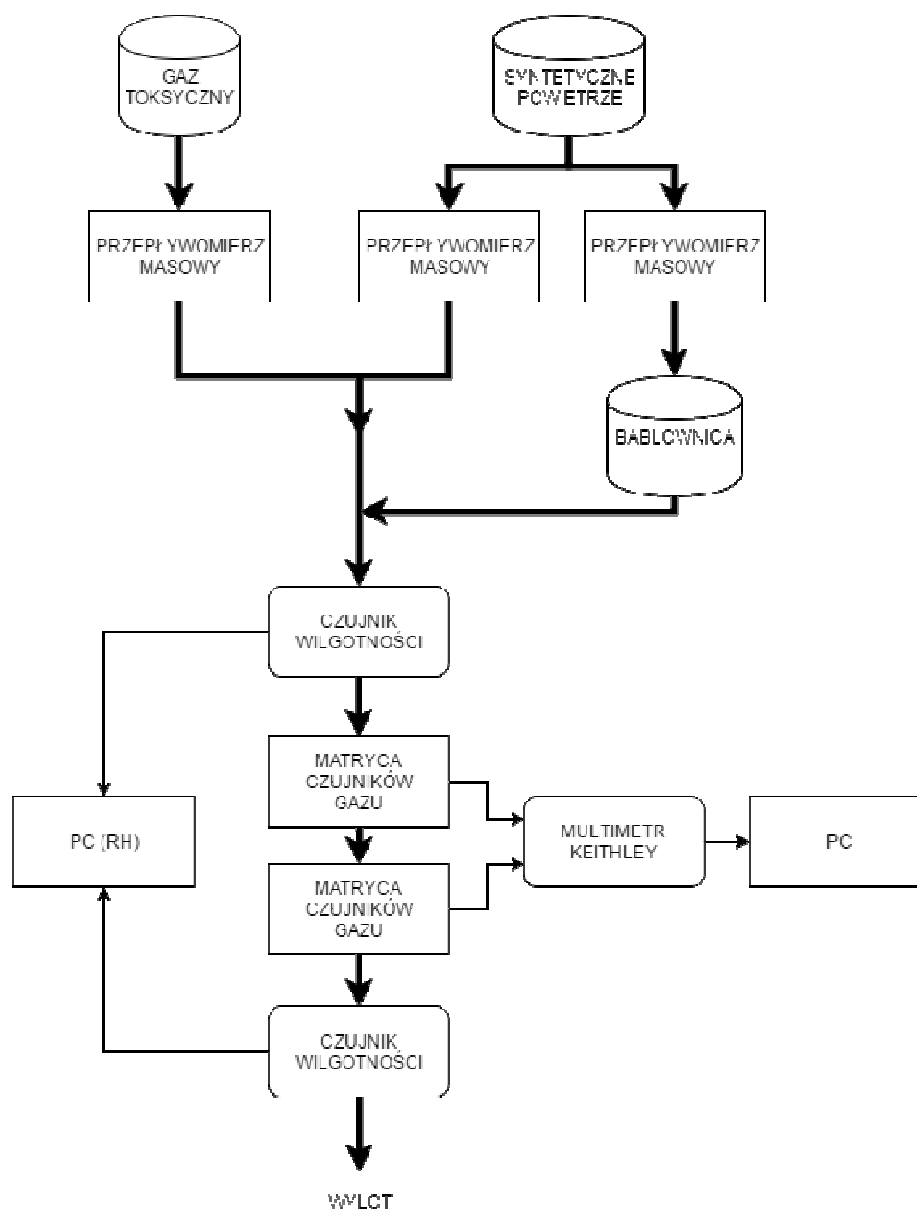 GAZ
TOKSYCZNY
SYNTETYCZNE
POWIETRZE
PRZEPŁYWOMIERZ
MASOWY
PRZEPŁYWOMIERZ
MASOWY
PRZEPŁYWOMIERZ
MASOWY
BABLOWNICA
CZUJNIK
WILGOTNOŚCI
MATRYCA
CZUJNIKÓW
GAZU
PC (RH)
MULTIMETR
KEITHLEY
PC
MATRYCA
CZUJNIKÓW
GAZU
CZUJNIK
WILGOTNOŚCI
WYLOT